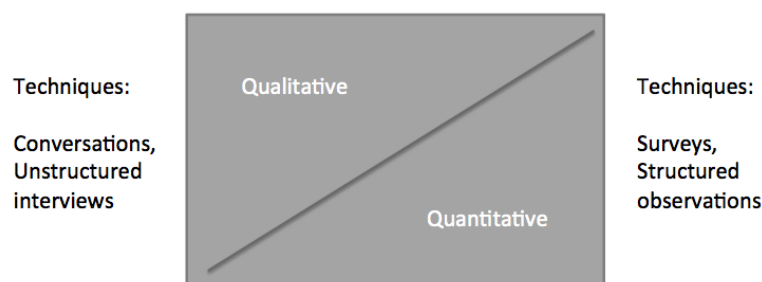 Techniques:
Conversations,
Unstructured
interviews
Qualitative
Quantitative
Techniques:
Surveys,
Structured
observations